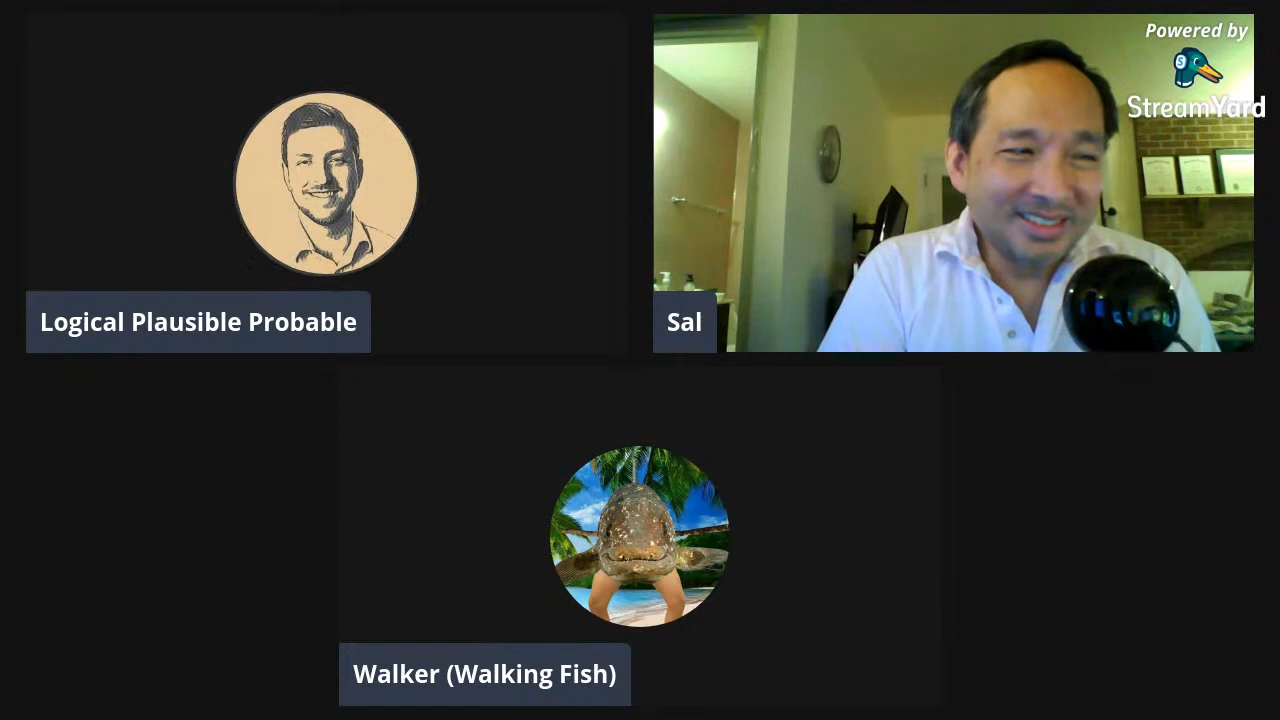 Powered by
StreamYard
Logical Plausible Probable
Sal
Walker (Walking Fish)